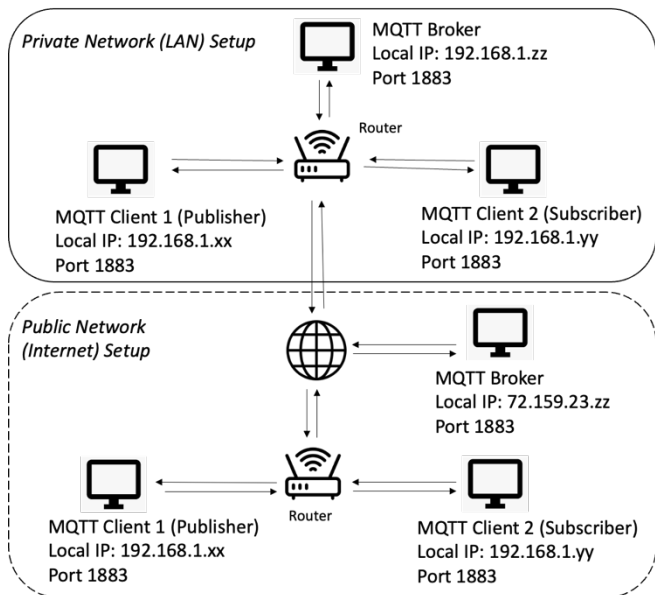 Private Network (LAN) Setup
MQTT Broker
Local IP: 192.168.1.zz
Port 1883
Router
MQTT Client 1 (Publisher)
Local IP: 192.168.1.xx
Port 1883
MQTT Client 2 (Subscriber)
Local IP: 192.168.1.yy
Port 1883
Public Network
(Internet) Setup
MQTT Broker
Local IP: 72.159.23.zz
Port 1883
Router
MQTT Client 1 (Publisher)
Local IP: 192.168.1.xx
Port 1883
MQTT Client 2 (Subscriber)
Local IP: 192.168.1.yy
Port 1883